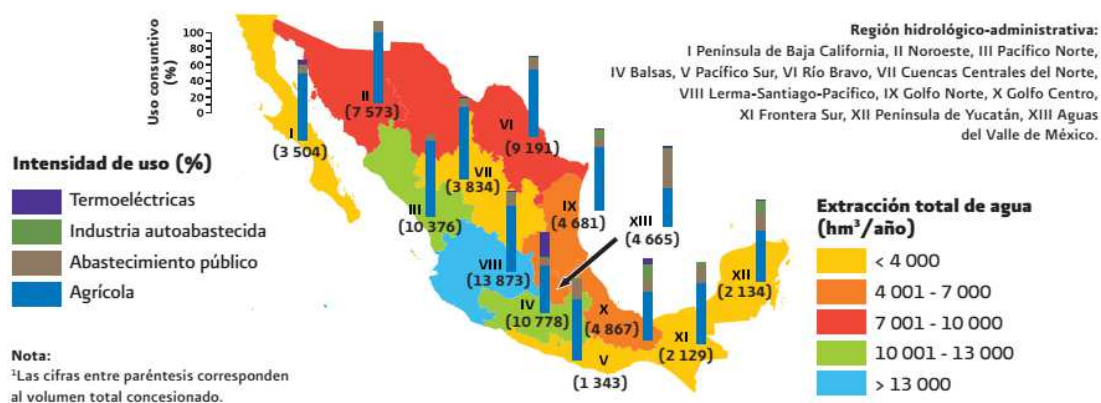 Uso consuntivo
(%)
100
80
60
40
20
0
Región hidrológico-administrativa:
I Península de Baja California, II Noroeste, III Pacífico Norte,
IV Balsas, V Pacífico Sur, VI Río Bravo, VII Cuencas Centrales del Norte,
VIII Lerma-Santiago-Pacífico, IX Golfo Norte, X Golfo Centro,
XI Frontera Sur, XII Península de Yucatán, XIII Aguas
del Valle de México.
I
(3 504)
II
(7 573)
VI
(9 191)
VII
(3 834)
III
(10 376)
IX
(4 681)
XIII
(4 665)
VIII
(13 873)
IV
(10 778)
X
(4 867)
XII
(2 134)
XI
(2 129)
V
(1 343)
Intensidad de uso (%)
Termoeléctricas
Industria autoabastecida
Abastecimiento público
Agrícola
Extracción total de agua
(hm³/año)
< 4 000
4 001 - 7 000
7 001 - 10 000
10 001 - 13 000
> 13 000
Nota:
¹Las cifras entre paréntesis corresponden
al volumen total concesionado.